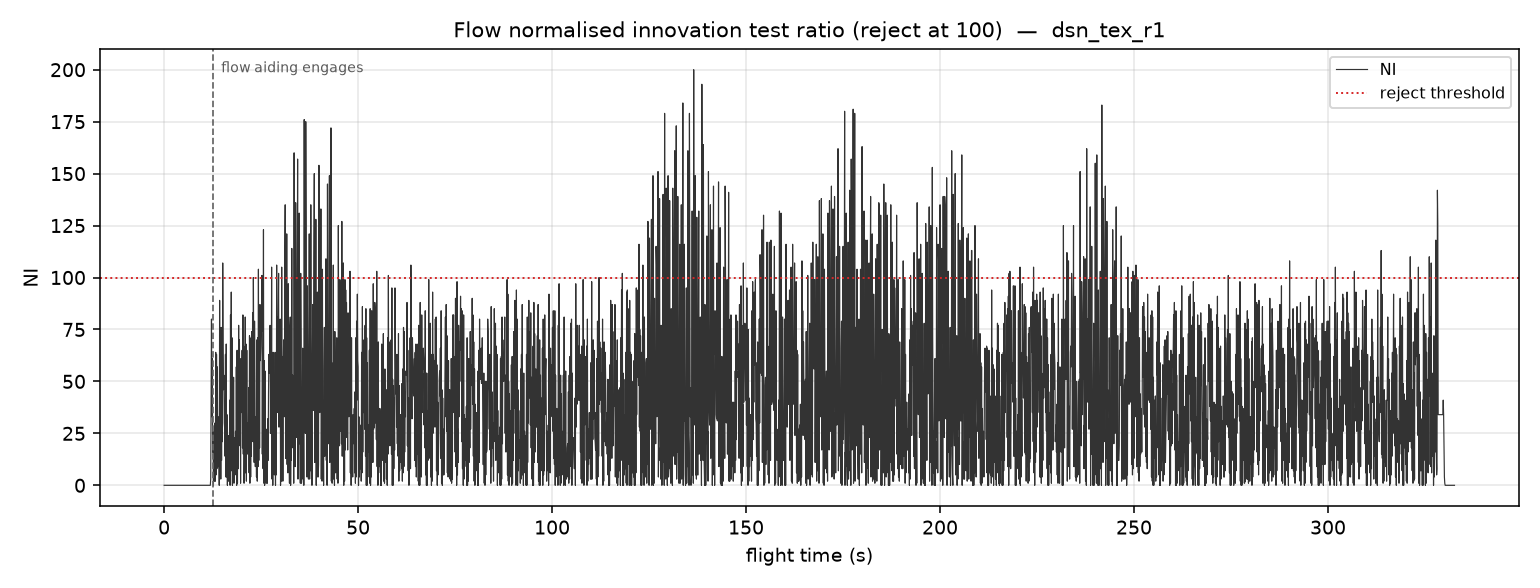 Flow normalised innovation test ratio (reject at 100)  —  dsn_tex_r1
flow aiding engages
NI
reject threshold
200
175
150
125
100
75
50
25
0
NI
0
50
100
150
200
250
300
flight time (s)